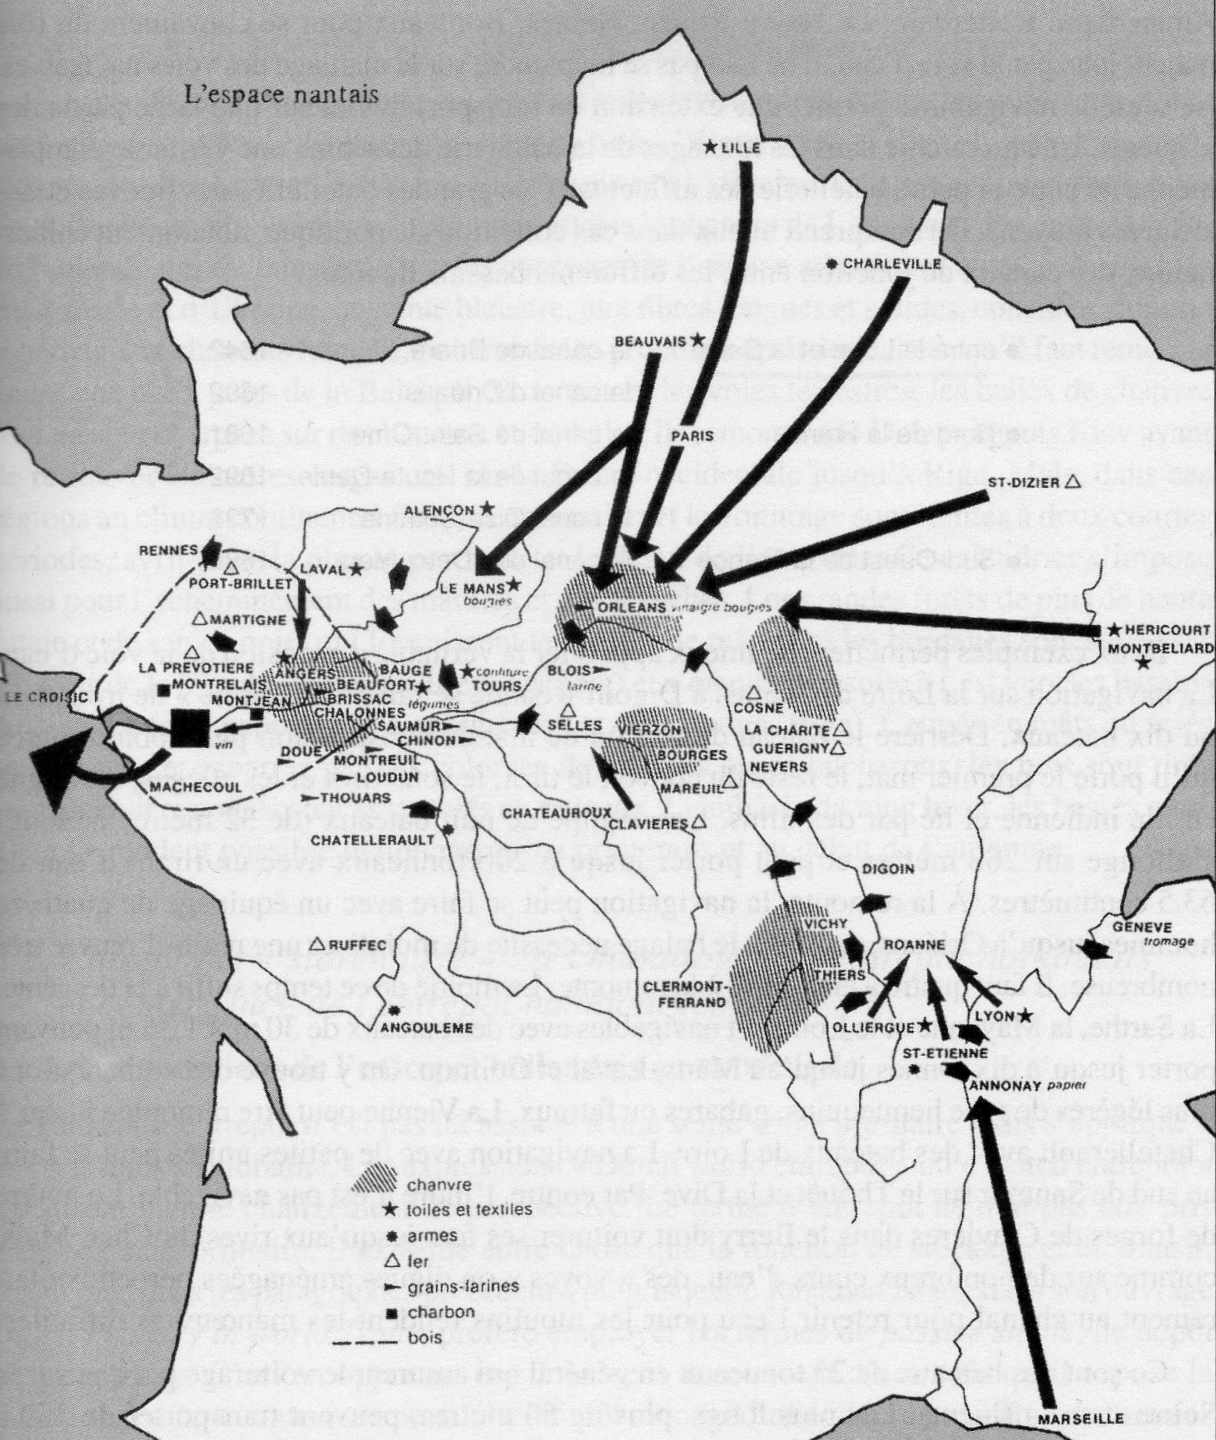 L'espace nantais
LILLE
CHARLEVILLE
BEAUVAIS
PARIS
ST-DIZIER
ALENÇON
RENNES
PORT-BRILLET
LAVAL
LE MANS
bougies
ORLEANS vinaigre bougies
MARTIGNE
HERICOURT
MONTBELIARD
LA PREVOTIERE
MONTRELAIS
ANGERS
BAUGE
BEAUFORT
confiture
TOURS
BLOIS
farine
LE CROISIC
MONTJEAN
BRISSAC
légumes
CHALONNES
SAUMUR
CHINON
SELLES
VIERZON
COSNE
LA CHARITE
GUERIGNY
NEVERS
vin
DOUE
MONTREUIL
LOUDUN
BOURGES
MAREUIL
MACHECOUL
THOUARS
CHATEAUROUX
CLAVIERES
CHATELLERAULT
DIGOIN
VICHY
ROANNE
GENEVE
fromage
RUFFEC
THIERS
CLERMONT-
FERRAND
ANGOULEME
OLLIERGUE
LYON
ST-ETIENNE
ANNONAY papier
chanvre
toiles et textiles
armes
fer
grains-farines
charbon
bois
MARSEILLE